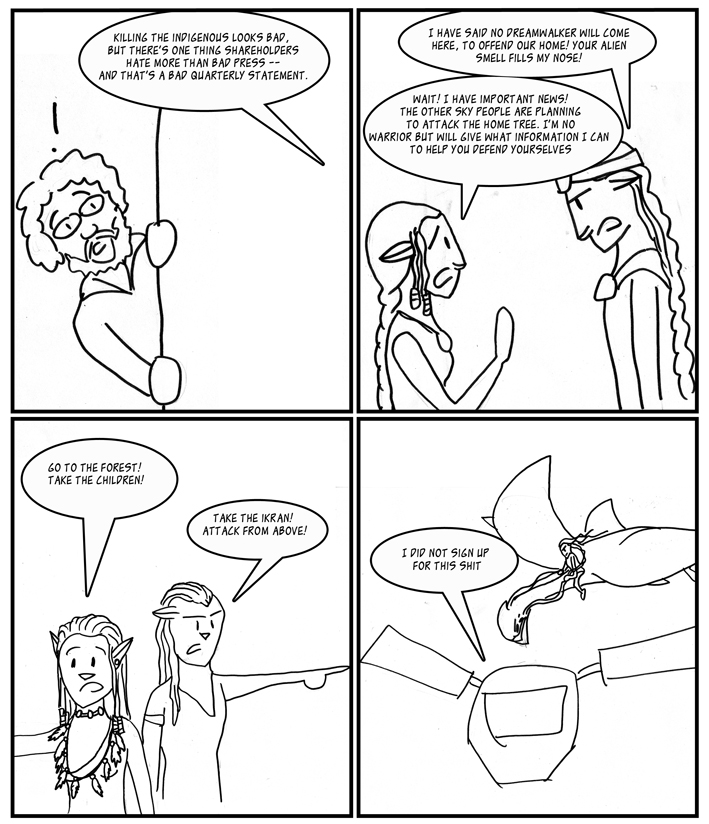 KILLING THE INDIGENOUS LOOKS BAD,
BUT THERE'S ONE THING SHAREHOLDERS
HATE MORE THAN BAD PRESS --
AND THAT'S A BAD QUARTERLY STATEMENT.
!
I HAVE SAID NO DREAMWALKER WILL COME
HERE, TO OFFEND OUR HOME! YOUR ALIEN
SMELL FILLS MY NOSE!
WAIT! I HAVE IMPORTANT NEWS!
THE OTHER SKY PEOPLE ARE PLANNING
TO ATTACK THE HOME TREE. I'M NO
WARRIOR BUT WILL GIVE WHAT INFORMATION I CAN
TO HELP YOU DEFEND YOURSELVES
GO TO THE FOREST!
TAKE THE CHILDREN!
TAKE THE IKRAN!
ATTACK FROM ABOVE!
I DID NOT SIGN UP
FOR THIS SHIT